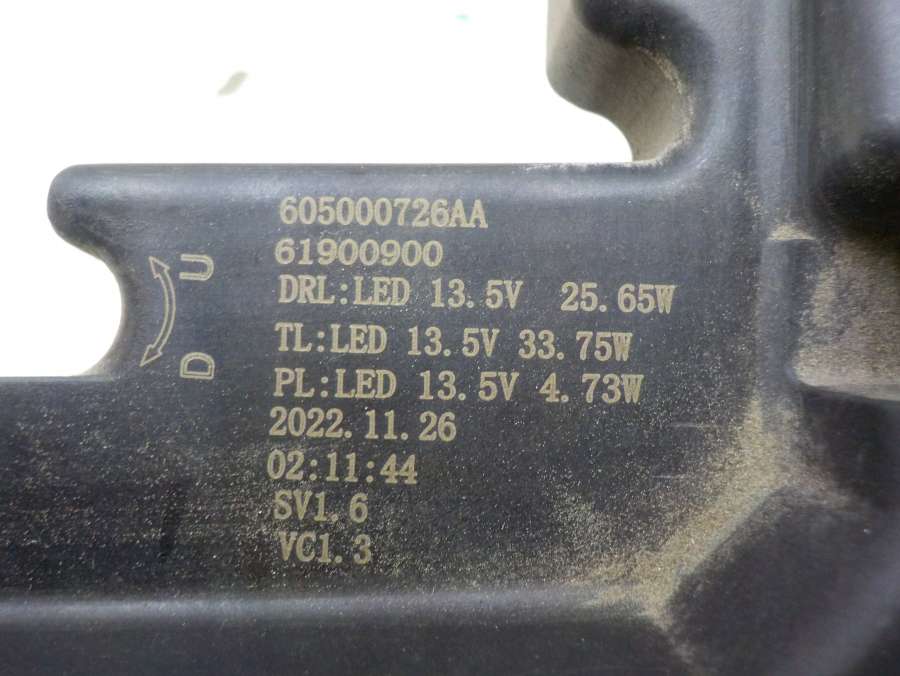 605000726AA
61900900
DRL:LED 13.5V 25.65W
TL:LED 13.5V 33.75W
PL:LED 13.5V 4.73W
2022.11.26
02:11:44
SV1.6
VC1.3
U
D